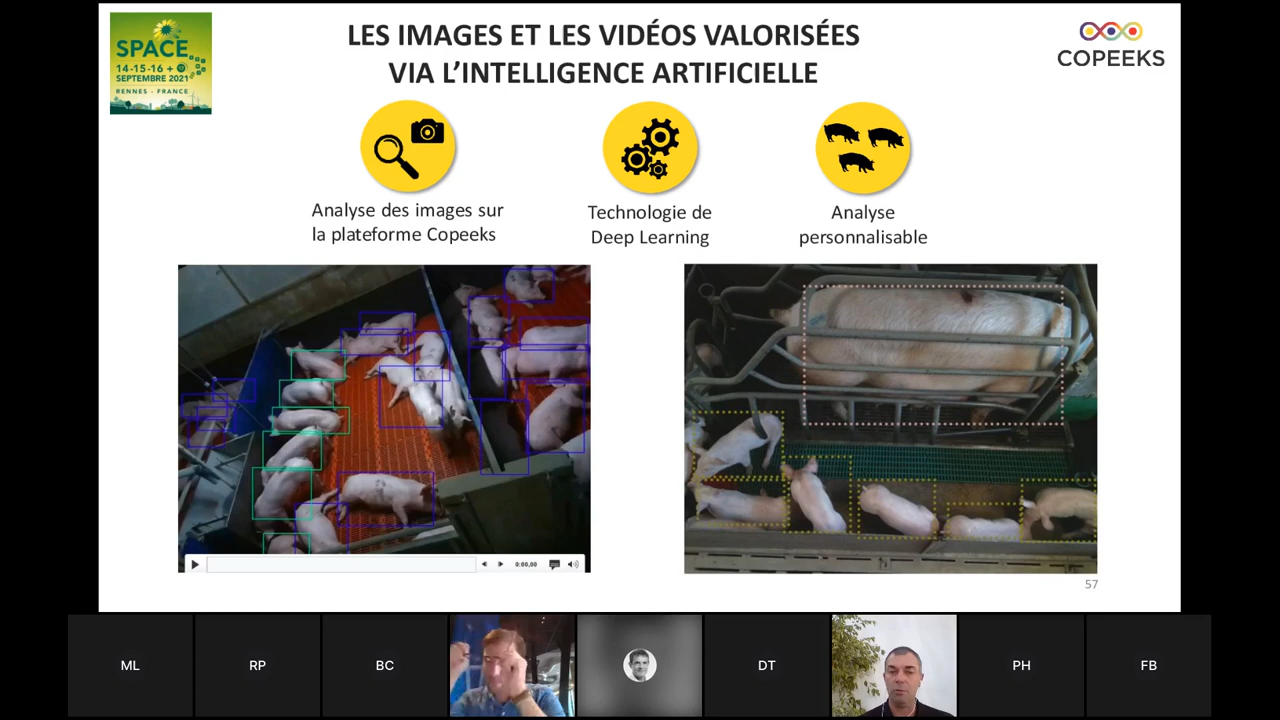 SPACE
14-15-16 + 17
SEPTEMBRE 2021
RENNES - FRANCE
LES IMAGES ET LES VIDÉOS VALORISÉES
VIA L'INTELLIGENCE ARTIFICIELLE
COPEEKS
Analyse des images sur
la plateforme Copeeks
Technologie de
Deep Learning
Analyse
personnalisable
0:00,00
57
ML
RP
BC
DT
PH
FB